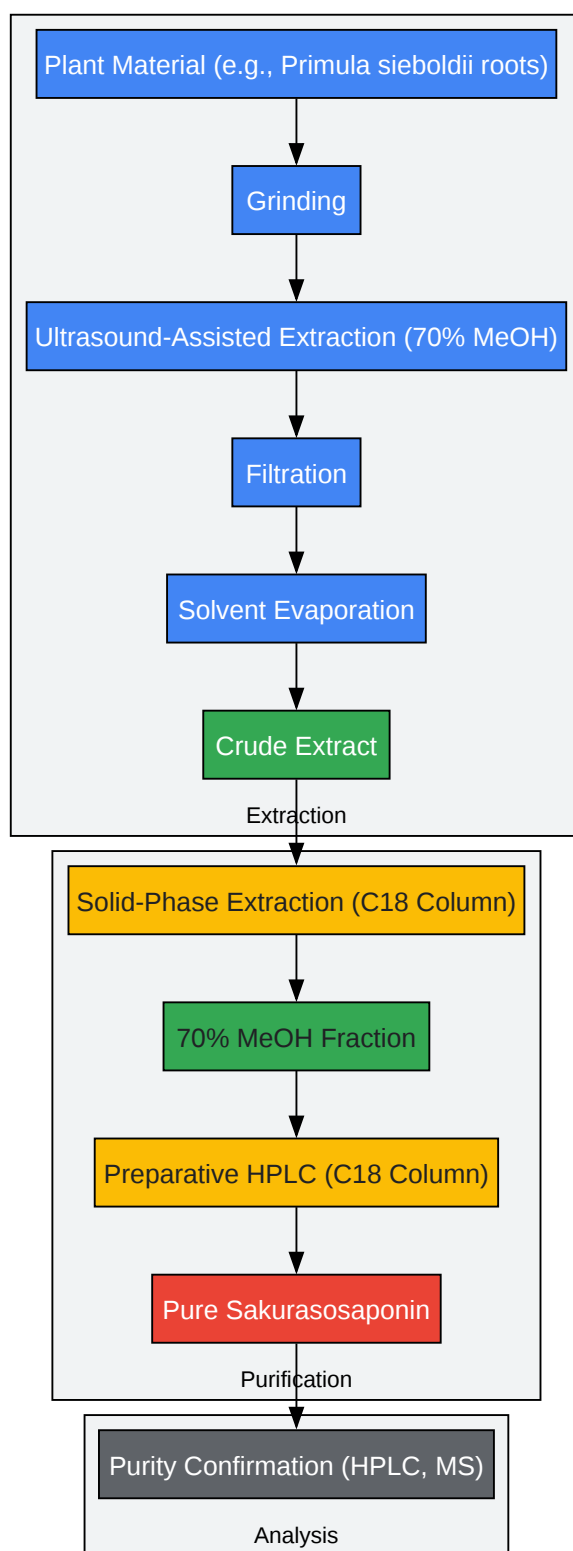 Plant Material (e.g., Primula sieboldii roots)
Grinding
Ultrasound-Assisted Extraction (70% MeOH)
Filtration
Solvent Evaporation
Crude Extract
Extraction
Solid-Phase Extraction (C18 Column)
70% MeOH Fraction
Preparative HPLC (C18 Column)
Pure Sakurasosaponin
Purification
Purity Confirmation (HPLC, MS)
Analysis